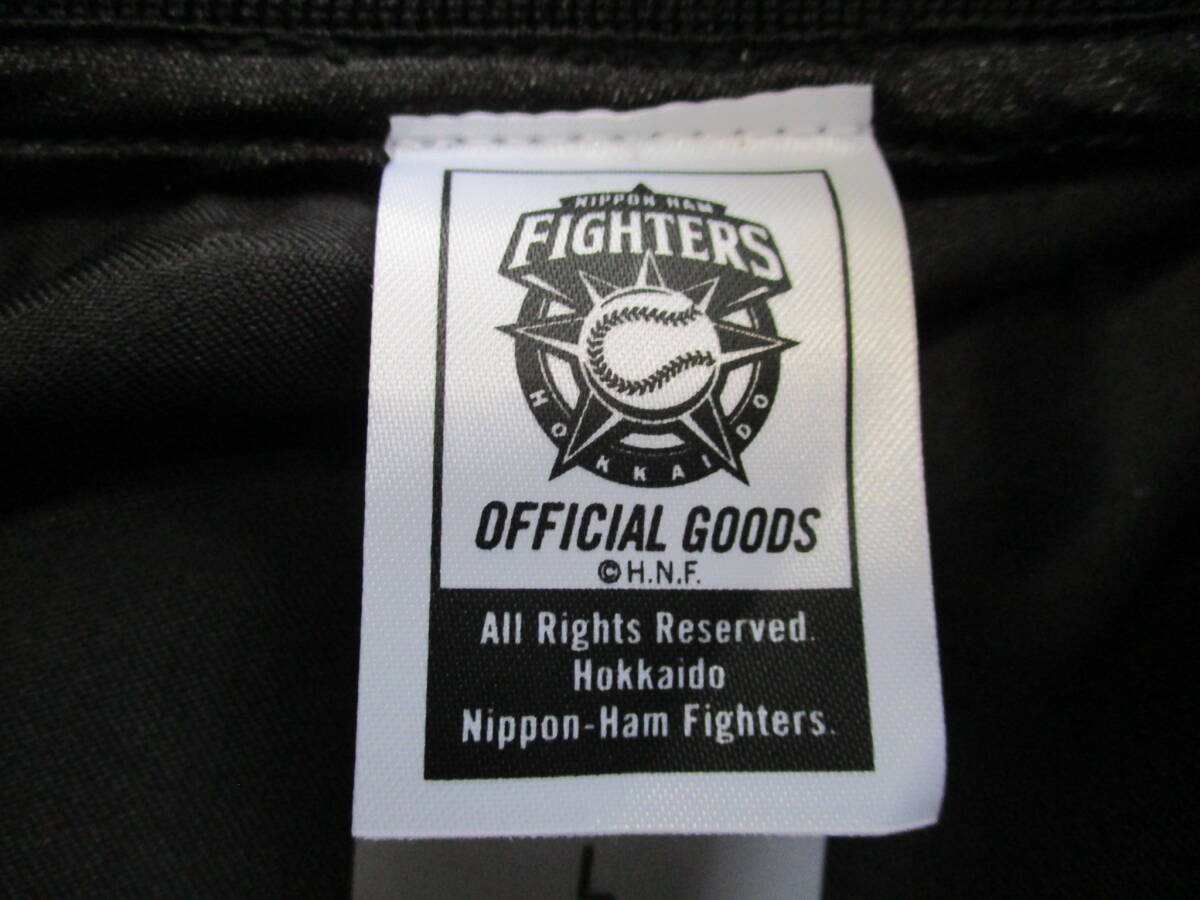 NIPPON-HAM
FIGHTERS
HOKKAIDO
OFFICIAL GOODS
©H.N.F.
All Rights Reserved.
Hokkaido
Nippon-Ham Fighters.